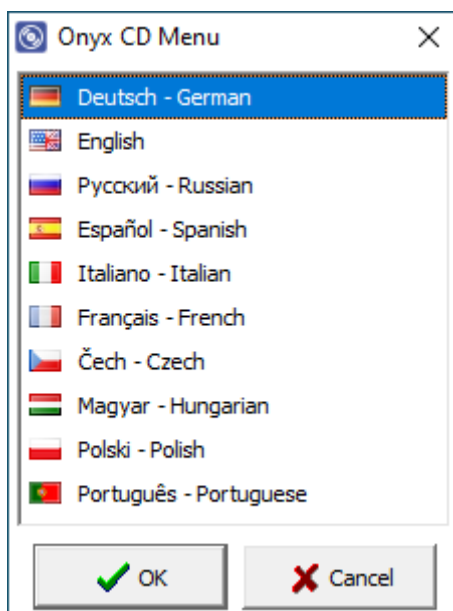 Onyx CD Menu
Deutsch - German
English
Русский - Russian
Español - Spanish
Italiano - Italian
Français - French
Čech - Czech
Magyar - Hungarian
Polski - Polish
Português - Portuguese
OK Cancel